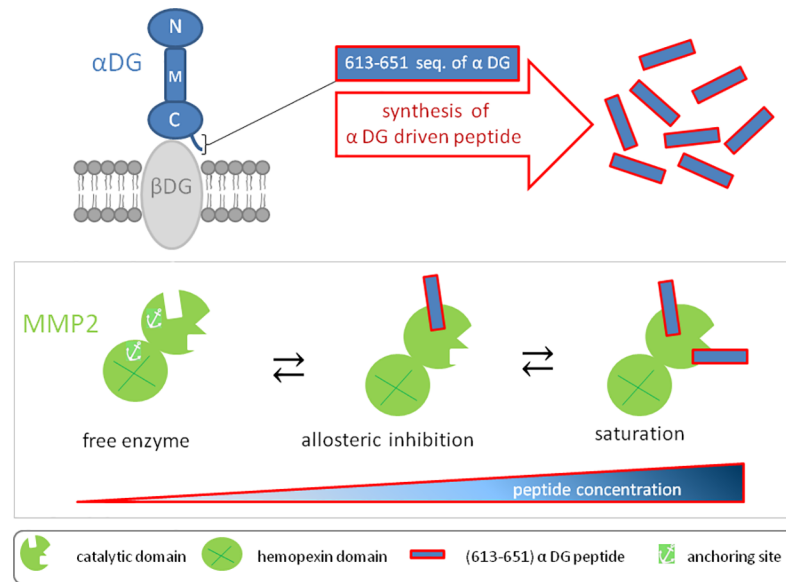 N
αDG
M
C
βDG
613-651 seq. of α DG
synthesis of
α DG driven peptide
MMP2
free enzyme
allosteric inhibition
saturation
peptide concentration
catalytic domain
hemopexin domain
(613-651) α DG peptide
anchoring site